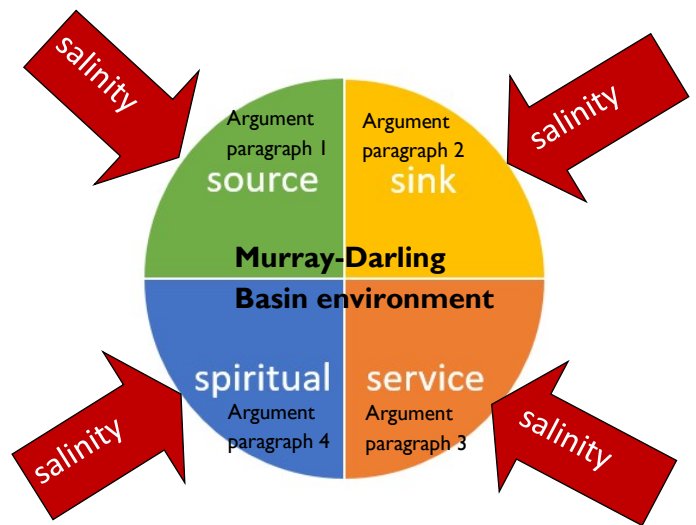 salinity
salinity
Argument
paragraph 1
source
Argument
paragraph 2
sink
Murray-Darling
Basin environment
spiritual
Argument
paragraph 4
service
Argument
paragraph 3
salinity
salinity